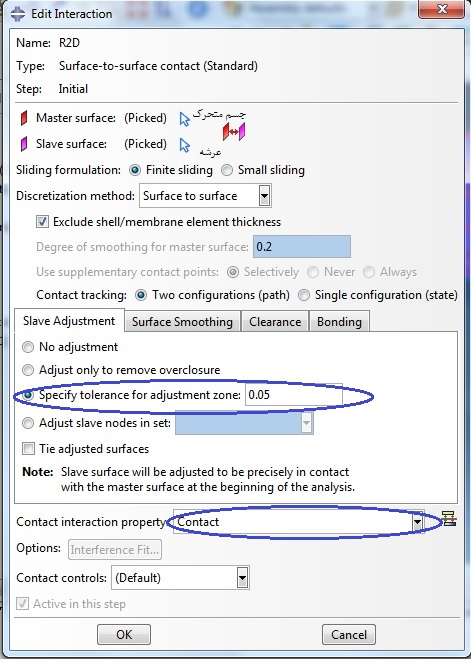 Edit Interaction
Name: R2D
Type: Surface-to-surface contact (Standard)
Step: Initial
Master surface: (Picked) جسم متحرک
Slave surface: (Picked) عرشه
Sliding formulation: Finite sliding Small sliding
Discretization method: Surface to surface
Exclude shell/membrane element thickness
Degree of smoothing for master surface: 0.2
Use supplementary contact points: Selectively Never Always
Contact tracking: Two configurations (path) Single configuration (state)
Slave Adjustment Surface Smoothing Clearance Bonding
No adjustment
Adjust only to remove overclosure
Specify tolerance for adjustment zone: 0.05
Adjust slave nodes in set:
Tie adjusted surfaces
Note: Slave surface will be adjusted to be precisely in contact
with the master surface at the beginning of the analysis.
Contact interaction property: Contact
Options: Interference Fit...
Contact controls: (Default)
Active in this step
OK Cancel